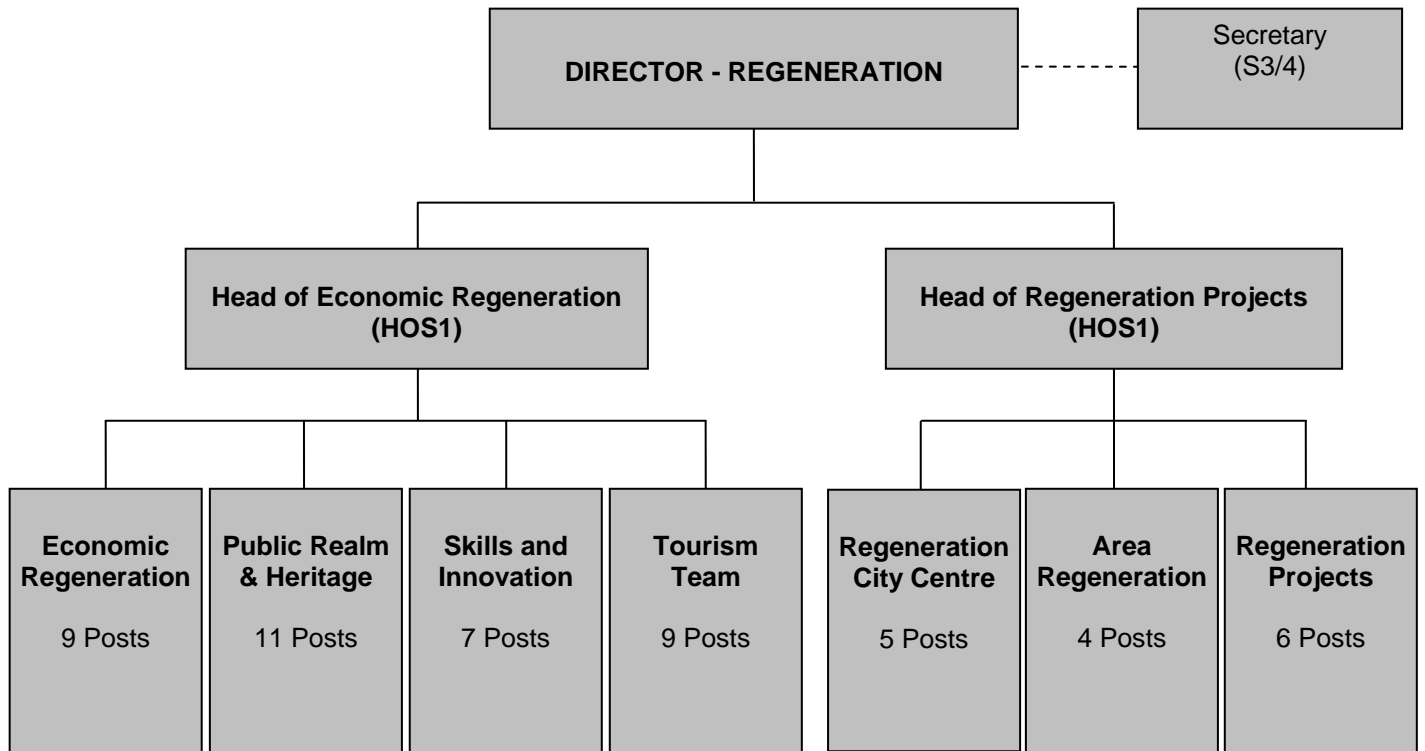 DIRECTOR - REGENERATION
Secretary
(S3/4)
Head of Economic Regeneration
(HOS1)
Head of Regeneration Projects
(HOS1)
Economic
Regeneration
9 Posts
Public Realm
& Heritage
11 Posts
Skills and
Innovation
7 Posts
Tourism
Team
9 Posts
Regeneration
City Centre
5 Posts
Area
Regeneration
4 Posts
Regeneration
Projects
6 Posts